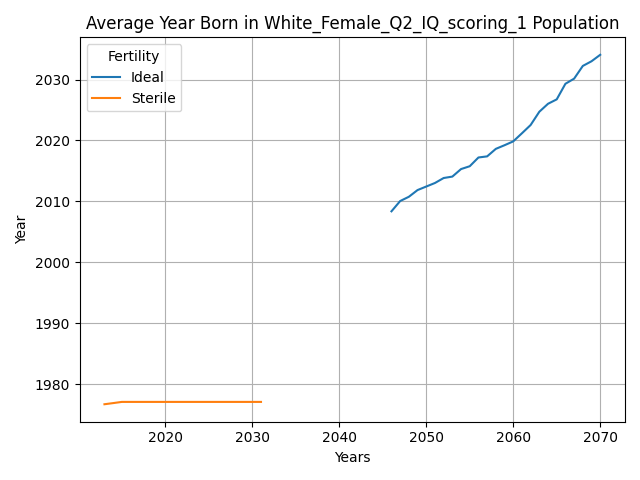 Average Year Born in White_Female_Q2_IQ_scoring_1 Population
Fertility
Ideal
Sterile
Year
2030
2020
2010
2000
1990
1980
2020 2030 2040 2050 2060 2070
Years